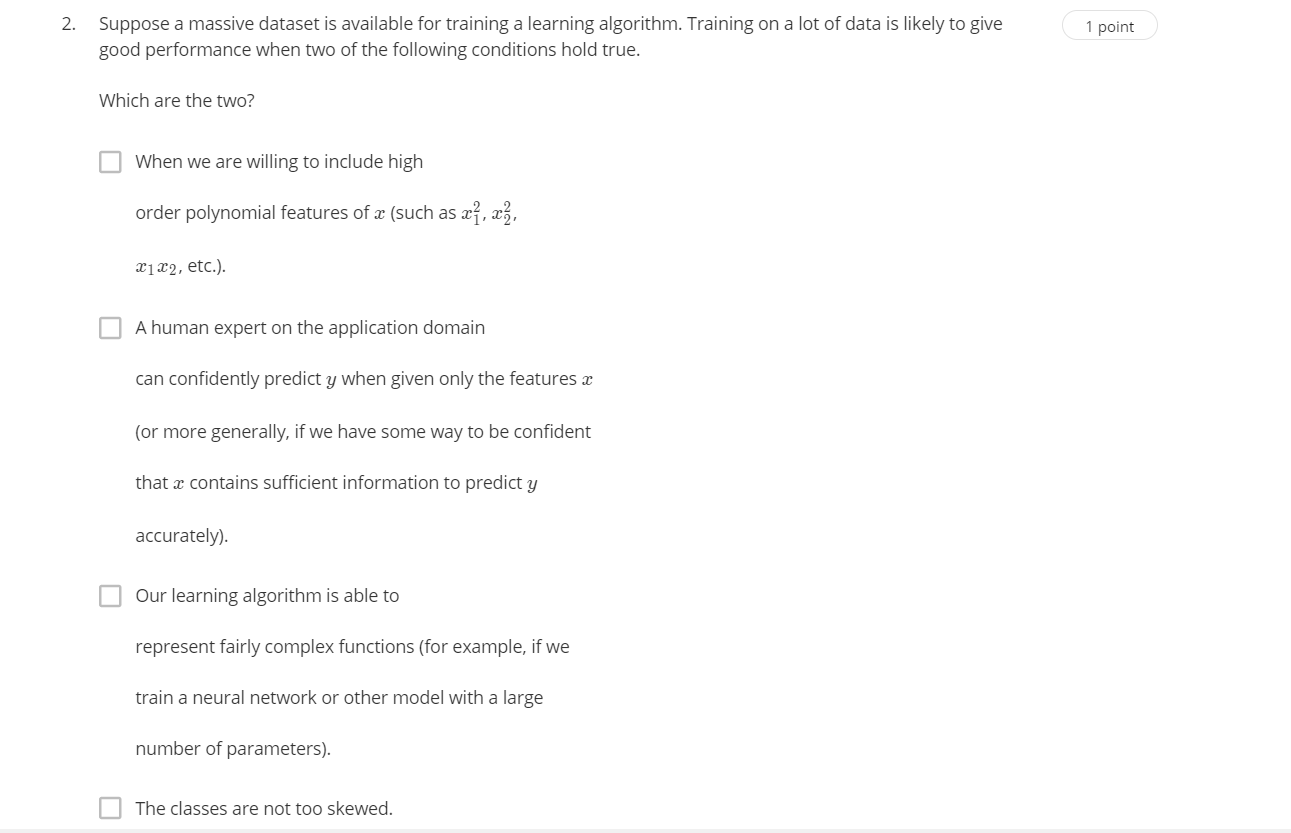 2. Suppose a massive dataset is available for training a learning algorithm. Training on a lot of data is likely to give 1 point
good performance when two of the following conditions hold true.
Which are the two?
When we are willing to include high
order polynomial features of x (such as x₁², x₂²,
x₁x₂, etc.).
A human expert on the application domain
can confidently predict y when given only the features x
(or more generally, if we have some way to be confident
that x contains sufficient information to predict y
accurately).
Our learning algorithm is able to
represent fairly complex functions (for example, if we
train a neural network or other model with a large
number of parameters).
The classes are not too skewed.